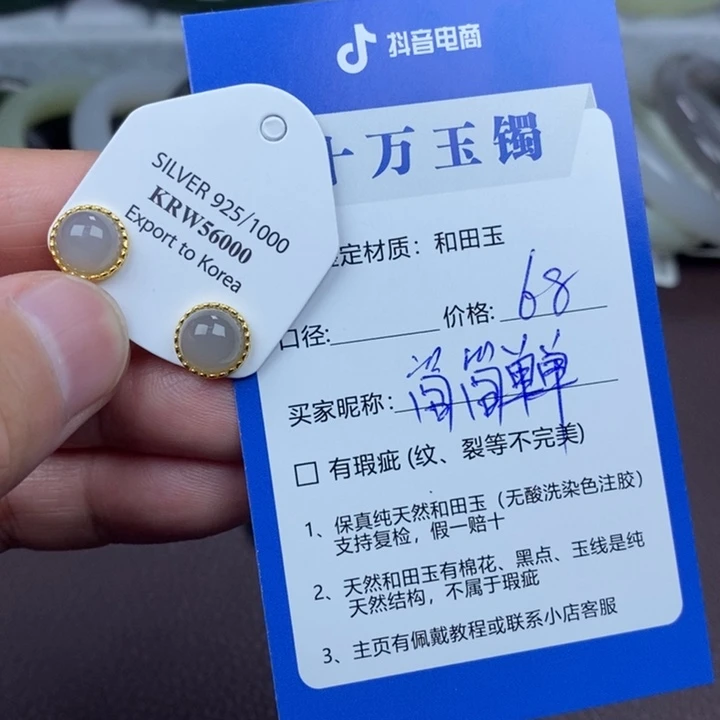 抖音电商
十万玉镯
SILVER 925/1000
KRW56000
Export to Korea
定材质：和田玉
口径:
价格: 68
买家昵称：简简单单
□ 有瑕疵 (纹、裂等不完美)
1、保真纯天然和田玉（无酸洗染色注胶）
支持复检，假一赔十
2、天然和田玉有棉花、黑点、玉线是纯
天然结构，不属于瑕疵
3、主页有佩戴教程或联系小店客服